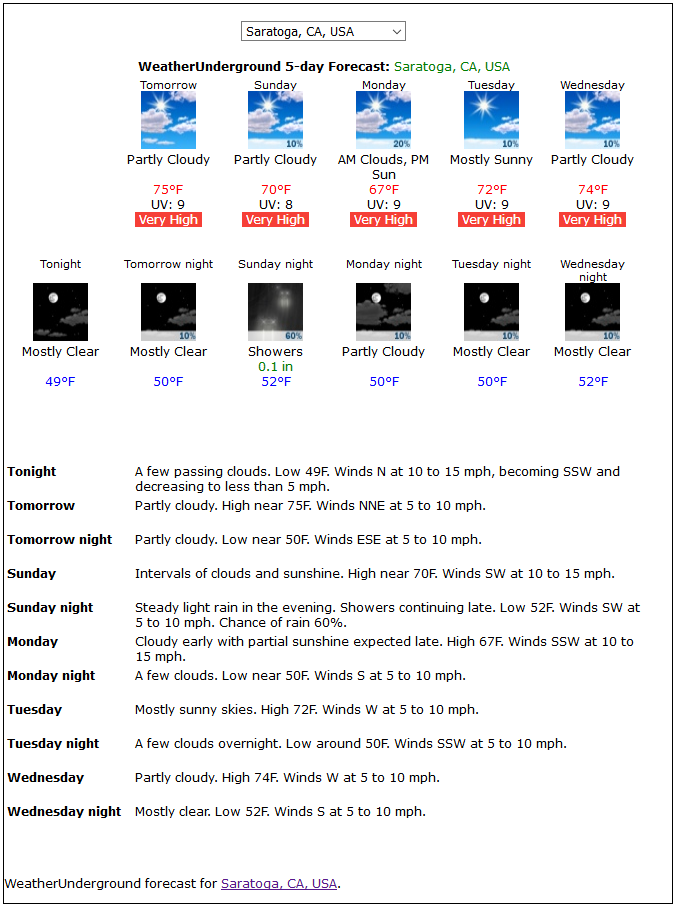 Saratoga, CA, USA
WeatherUnderground 5-day Forecast: Saratoga, CA, USA
Tomorrow Sunday Monday Tuesday Wednesday
10% 20% 10% 10%
Partly Cloudy Partly Cloudy AM Clouds, PM Mostly Sunny Partly Cloudy
Sun
75°F 70°F 67°F 72°F 74°F
UV: 9 UV: 8 UV: 9 UV: 9 UV: 9
Very High Very High Very High Very High Very High
Tonight Tomorrow night Sunday night Monday night Tuesday night Wednesday
night
10% 60% 10% 10%
Mostly Clear Mostly Clear Showers Partly Cloudy Mostly Clear Mostly Clear
0.1 in
49°F 50°F 52°F 50°F 50°F 52°F
Tonight A few passing clouds. Low 49F. Winds N at 10 to 15 mph, becoming SSW and
decreasing to less than 5 mph.
Tomorrow Partly cloudy. High near 75F. Winds NNE at 5 to 10 mph.
Tomorrow night Partly cloudy. Low near 50F. Winds ESE at 5 to 10 mph.
Sunday Intervals of clouds and sunshine. High near 70F. Winds SW at 10 to 15 mph.
Sunday night Steady light rain in the evening. Showers continuing late. Low 52F. Winds SW at
5 to 10 mph. Chance of rain 60%.
Monday Cloudy early with partial sunshine expected late. High 67F. Winds SSW at 10 to
15 mph.
Monday night A few clouds. Low near 50F. Winds S at 5 to 10 mph.
Tuesday Mostly sunny skies. High 72F. Winds W at 5 to 10 mph.
Tuesday night A few clouds overnight. Low around 50F. Winds SSW at 5 to 10 mph.
Wednesday Partly cloudy. High 74F. Winds W at 5 to 10 mph.
Wednesday night Mostly clear. Low 52F. Winds S at 5 to 10 mph.
WeatherUnderground forecast for Saratoga, CA, USA.